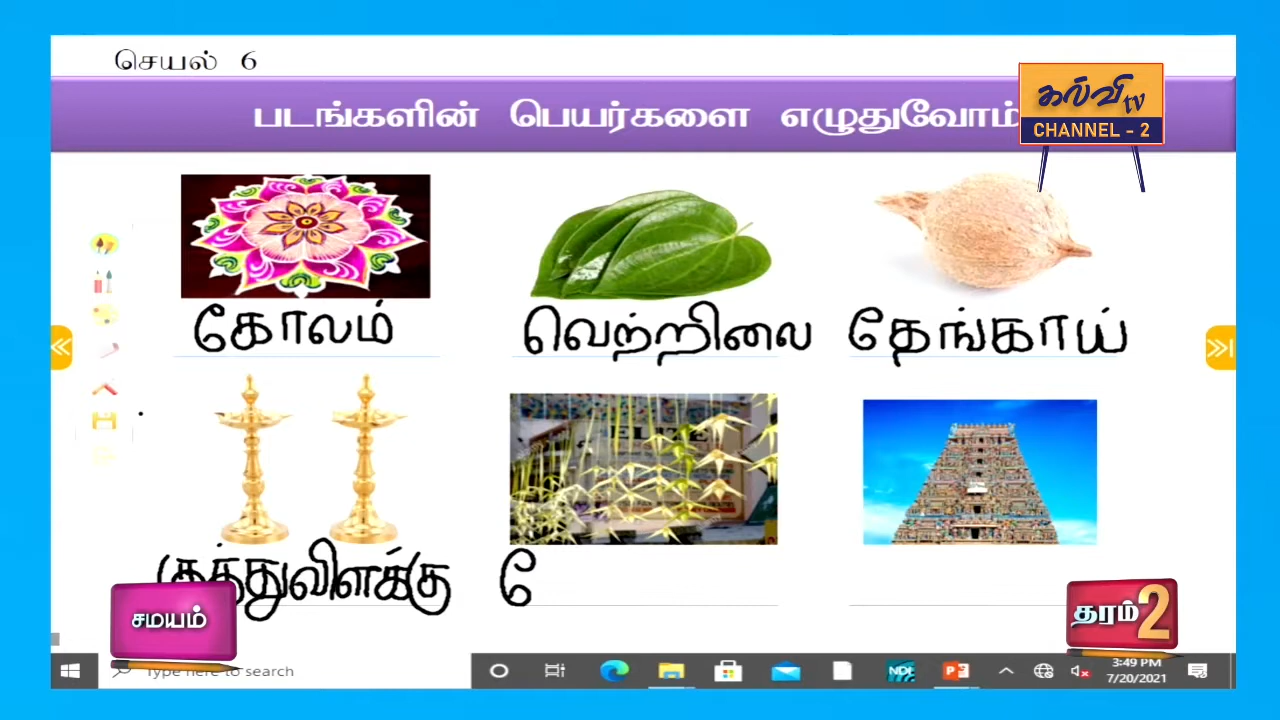 செயல் 6
படங்களின் பெயர்களை எழுதுவோம்
கல்வி tv
CHANNEL - 2
கோலம் வெற்றிலை தேங்காய்
ELITE
குத்துவிளக்குே
சமயம்
தரம் 2
Type here to search
3:49 PM
7/20/2021